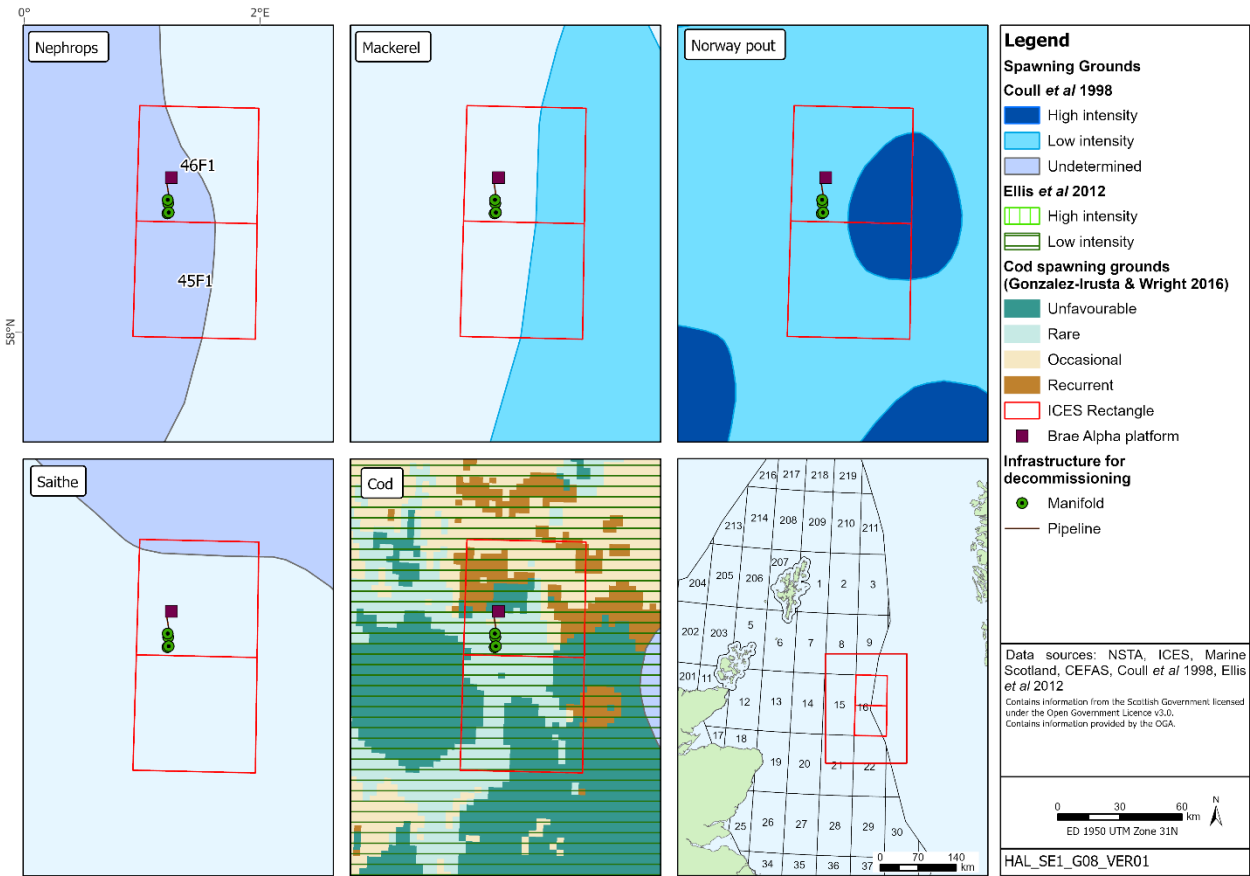 0°
2°E
58°N
Nephrops
46F1
45F1
Mackerel
Norway pout
Saithe
Cod
216 217 218 219
213 214 208 209 210 211
207
204 205 206 1 2 3
202 203 5 6 7 8 9
201 11 12 13 14 15 16
17 18 19 20 21 22
25 26 27 28 29 30
34 35 36 37
0 70 140
km
Legend
Spawning Grounds
Coull et al 1998
High intensity
Low intensity
Undetermined
Ellis et al 2012
High intensity
Low intensity
Cod spawning grounds
(Gonzalez-Irusta & Wright 2016)
Unfavourable
Rare
Occasional
Recurrent
ICES Rectangle
Brae Alpha platform
Infrastructure for
decommissioning
Manifold
Pipeline
Data sources: NSTA, ICES, Marine
Scotland, CEFAS, Coull et al 1998, Ellis
et al 2012
Contains information from the Scottish Government licensed
under the Open Government Licence v3.0.
Contains information provided by the OGA.
0 30 60
km
N
ED 1950 UTM Zone 31N
HAL_SE1_G08_VER01